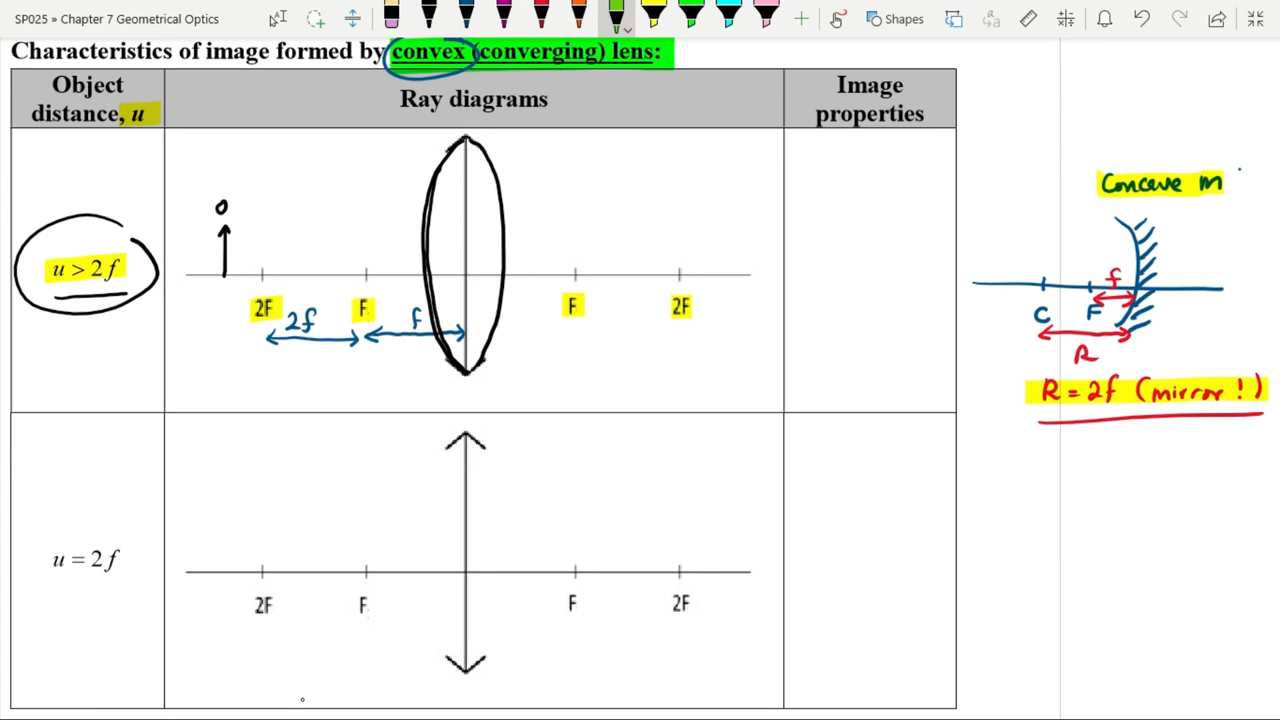 SP025 » Chapter 7 Geometrical Optics
Shapes
Characteristics of image formed by convex (converging) lens:
Object distance, u
Ray diagrams
Image properties
u > 2f
O
2F
F
F
2F
2f
f
u = 2f
2F
F
F
2F
Concave m
f
C
F
R
R = 2f (mirror!)